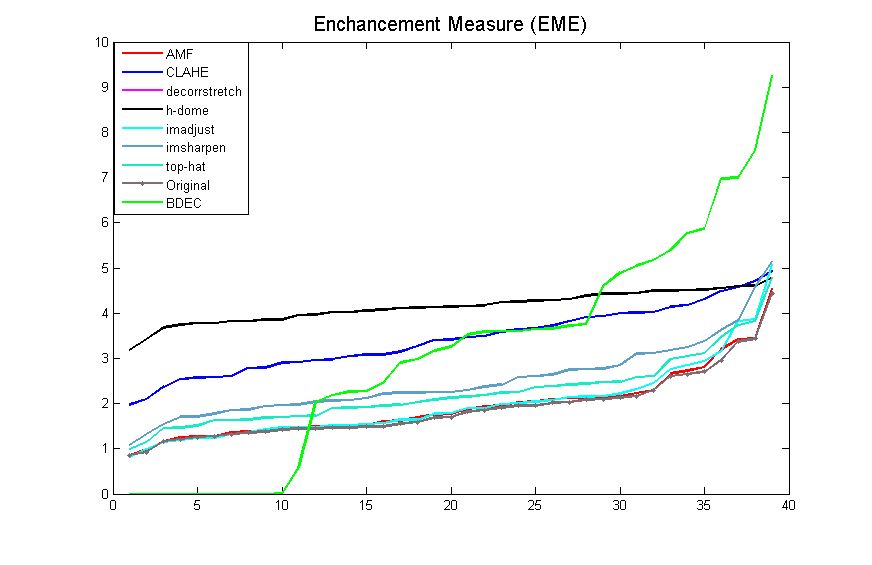 Enchancement Measure (EME)
10
9
8
7
6
5
4
3
2
1
0
AMF
CLAHE
decorrstretch
h-dome
imadjust
imsharpen
top-hat
Original
BDEC
0 5 10 15 20 25 30 35 40